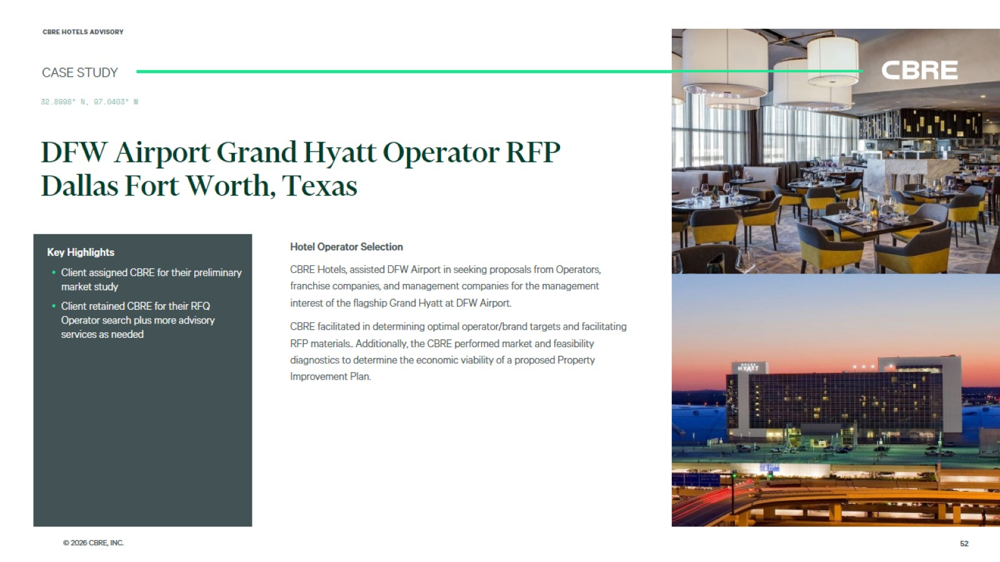 CBRE HOTELS ADVISORY
CASE STUDY
CBRE
32.8998° N, 97.0403° W
DFW Airport Grand Hyatt Operator RFP
Dallas Fort Worth, Texas
Key Highlights
• Client assigned CBRE for their preliminary
market study
• Client retained CBRE for their RFQ
Operator search plus more advisory
services as needed
Hotel Operator Selection
CBRE Hotels, assisted DFW Airport in seeking proposals from Operators,
franchise companies, and management companies for the management
interest of the flagship Grand Hyatt at DFW Airport.
CBRE facilitated in determining optimal operator/brand targets and facilitating
RFP materials.. Additionally, the CBRE performed market and feasibility
diagnostics to determine the economic viability of a proposed Property
Improvement Plan.
HYATT
© 2026 CBRE, INC.
52